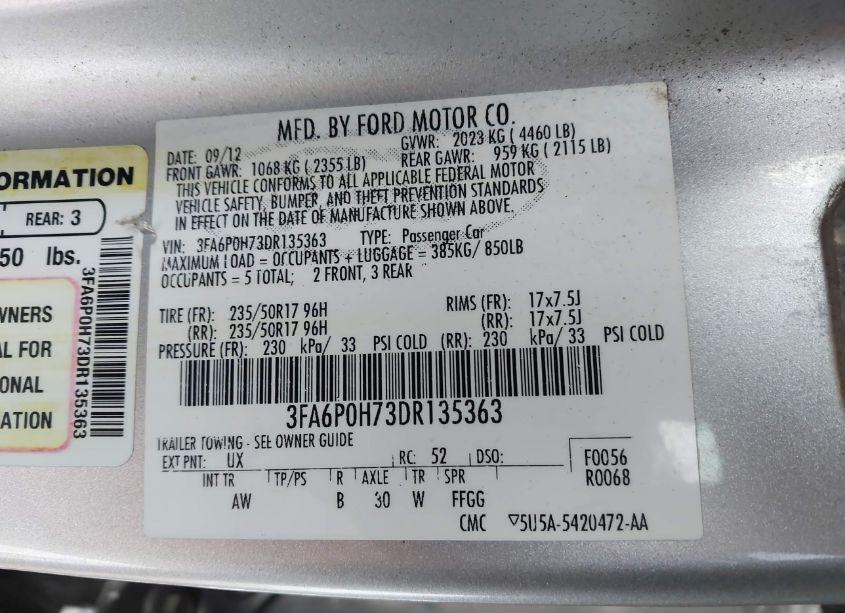 ORMATION
REAR: 3
50 lbs.
WNERS
AL FOR
ONAL
ATION
3FA6P0H73DR135363
MFD. BY FORD MOTOR CO.
DATE: 09/12 GVWR: 2023 KG ( 4460 LB)
FRONT GAWR: 1068 KG ( 2355 LB) REAR GAWR: 959 KG ( 2115 LB)
THIS VEHICLE CONFORMS TO ALL APPLICABLE FEDERAL MOTOR
VEHICLE SAFETY, BUMPER, AND THEFT PREVENTION STANDARDS
IN EFFECT ON THE DATE OF MANUFACTURE SHOWN ABOVE.
VIN: 3FA6P0H73DR135363 TYPE: Passenger Car
MAXIMUM LOAD = OCCUPANTS + LUGGAGE = 385KG/ 850LB
OCCUPANTS = 5 TOTAL; 2 FRONT, 3 REAR
TIRE (FR): 235/50R17 96H RIMS (FR): 17x7.5J
(RR): 235/50R17 96H (RR): 17x7.5J
PRESSURE (FR): 230 kPa/ 33 PSI COLD (RR): 230 kPa/ 33 PSI COLD
3FA6P0H73DR135363
TRAILER TOWING - SEE OWNER GUIDE
EXT PNT: UX RC: 52 DSO: F0056
INT TR TP/PS R AXLE TR SPR R0068
AW B 30 W FFGG
CMC ▽5U5A-5420472-AA